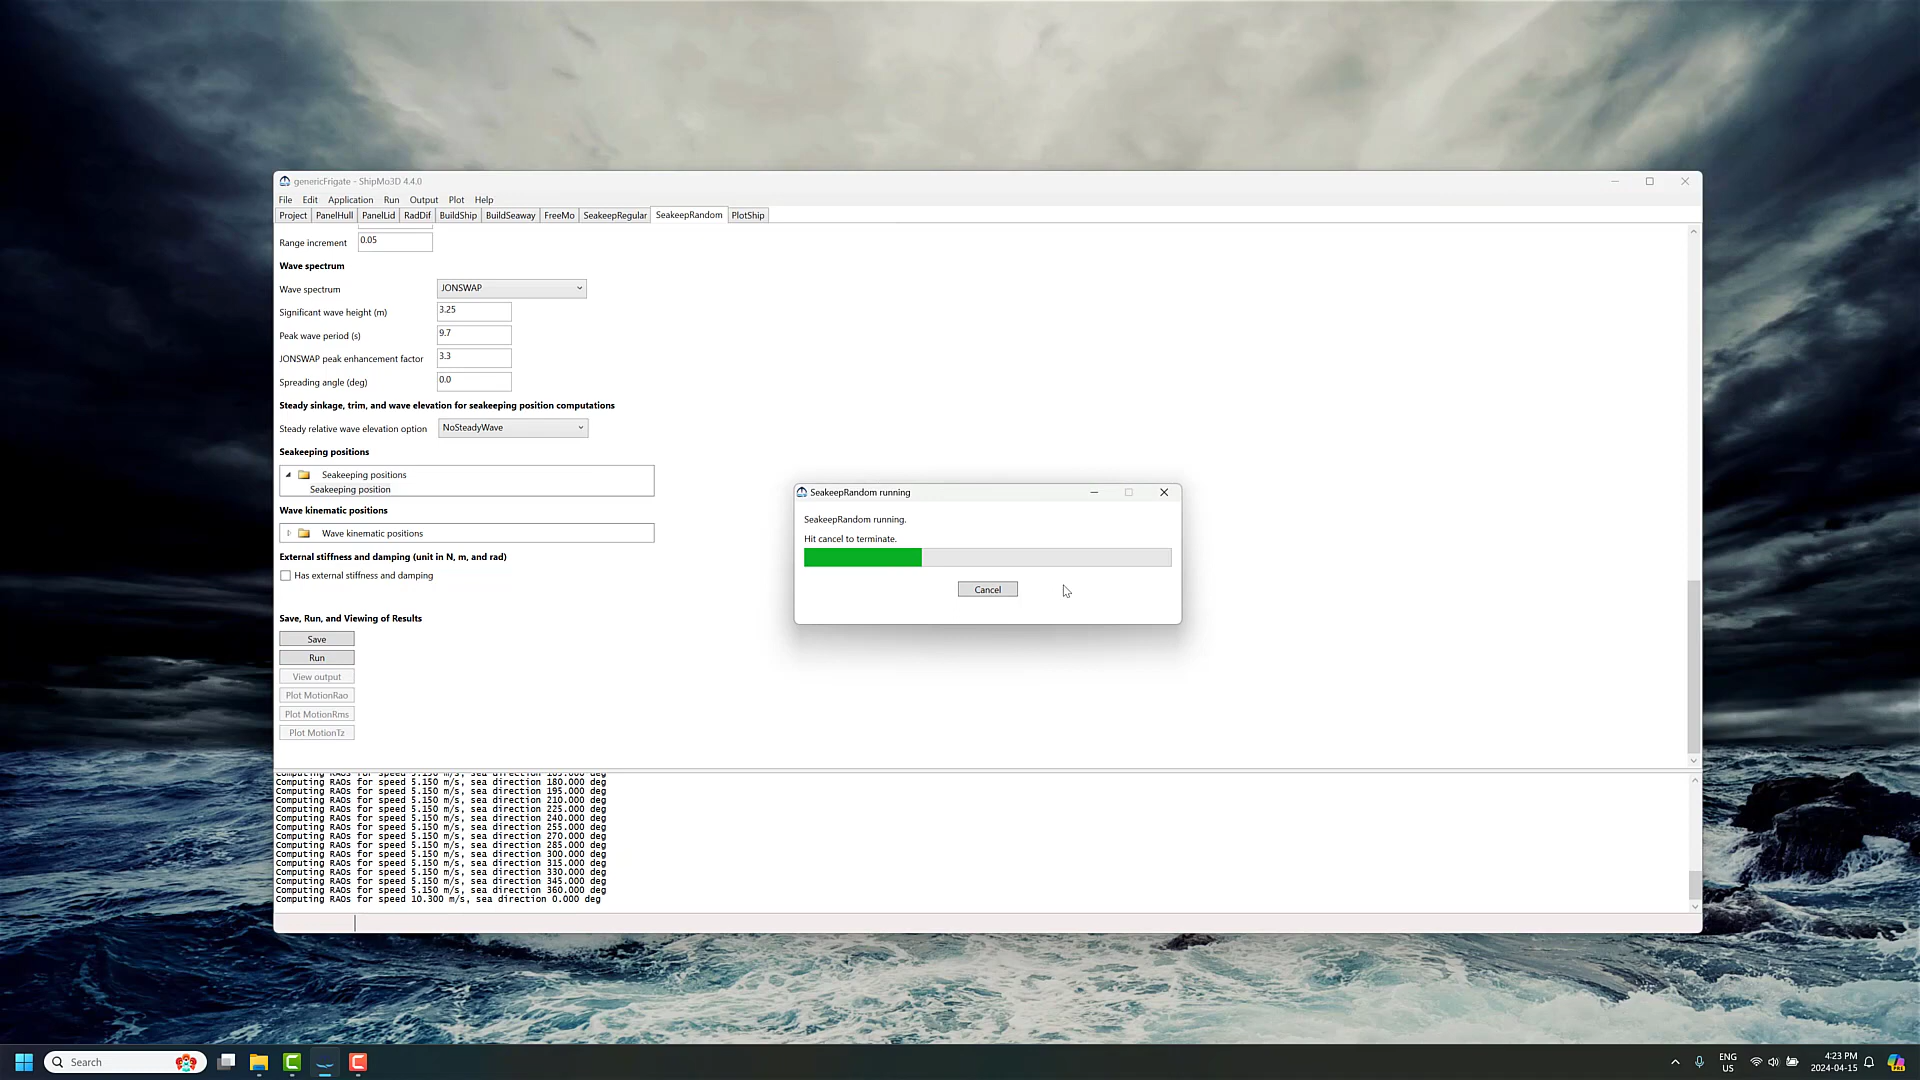 genericFrigate - ShipMo3D 4.4.0
File Edit Application Run Output Plot Help
Project PanelHull PanelLid RadDif BuildShip BuildSeaway FreeMo SeakeepRegular SeakeepRandom PlotShip
Range increment 0.05
Wave spectrum
Wave spectrum JONSWAP
Significant wave height (m) 3.25
Peak wave period (s) 9.7
JONSWAP peak enhancement factor 3.3
Spreading angle (deg) 0.0
Steady sinkage, trim, and wave elevation for seakeeping position computations
Steady relative wave elevation option NoSteadyWave
Seakeeping positions
Seakeeping positions
Seakeeping position
Wave kinematic positions
Wave kinematic positions
External stiffness and damping (unit in N, m, and rad)
Has external stiffness and damping
Save, Run, and Viewing of Results
Save
Run
View output
Plot MotionRao
Plot MotionRms
Plot MotionTz
SeakeepRandom running
SeakeepRandom running.
Hit cancel to terminate.
Cancel
Computing RAOs for speed 5.150 m/s, sea direction 165.000 deg
Computing RAOs for speed 5.150 m/s, sea direction 180.000 deg
Computing RAOs for speed 5.150 m/s, sea direction 195.000 deg
Computing RAOs for speed 5.150 m/s, sea direction 210.000 deg
Computing RAOs for speed 5.150 m/s, sea direction 225.000 deg
Computing RAOs for speed 5.150 m/s, sea direction 240.000 deg
Computing RAOs for speed 5.150 m/s, sea direction 255.000 deg
Computing RAOs for speed 5.150 m/s, sea direction 270.000 deg
Computing RAOs for speed 5.150 m/s, sea direction 285.000 deg
Computing RAOs for speed 5.150 m/s, sea direction 300.000 deg
Computing RAOs for speed 5.150 m/s, sea direction 315.000 deg
Computing RAOs for speed 5.150 m/s, sea direction 330.000 deg
Computing RAOs for speed 5.150 m/s, sea direction 345.000 deg
Computing RAOs for speed 5.150 m/s, sea direction 360.000 deg
Computing RAOs for speed 10.300 m/s, sea direction 0.000 deg
Search
ENG
US
4:23 PM
2024-04-15